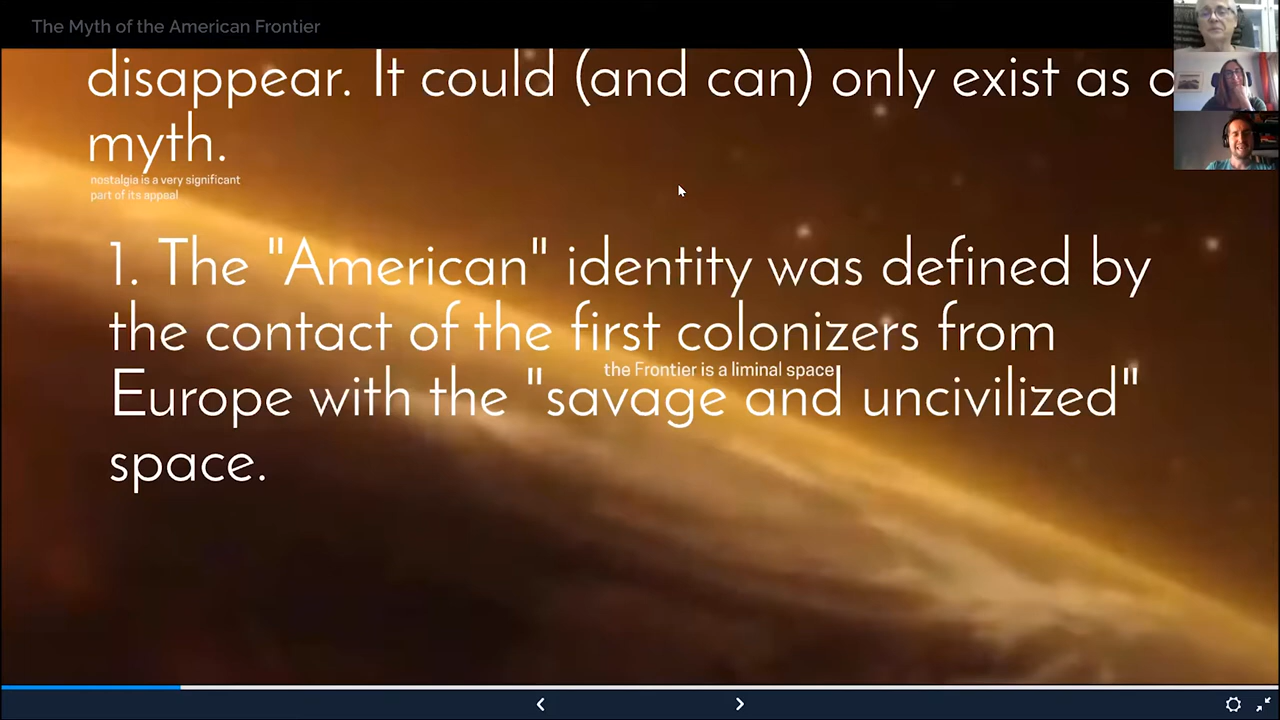 The Myth of the American Frontier
disappear. It could (and can) only exist as a
myth.
nostalgia is a very significant
part of its appeal
1. The "American" identity was defined by
the contact of the first colonizers from
the Frontier is a liminal space
Europe with the "savage and uncivilized"
space.